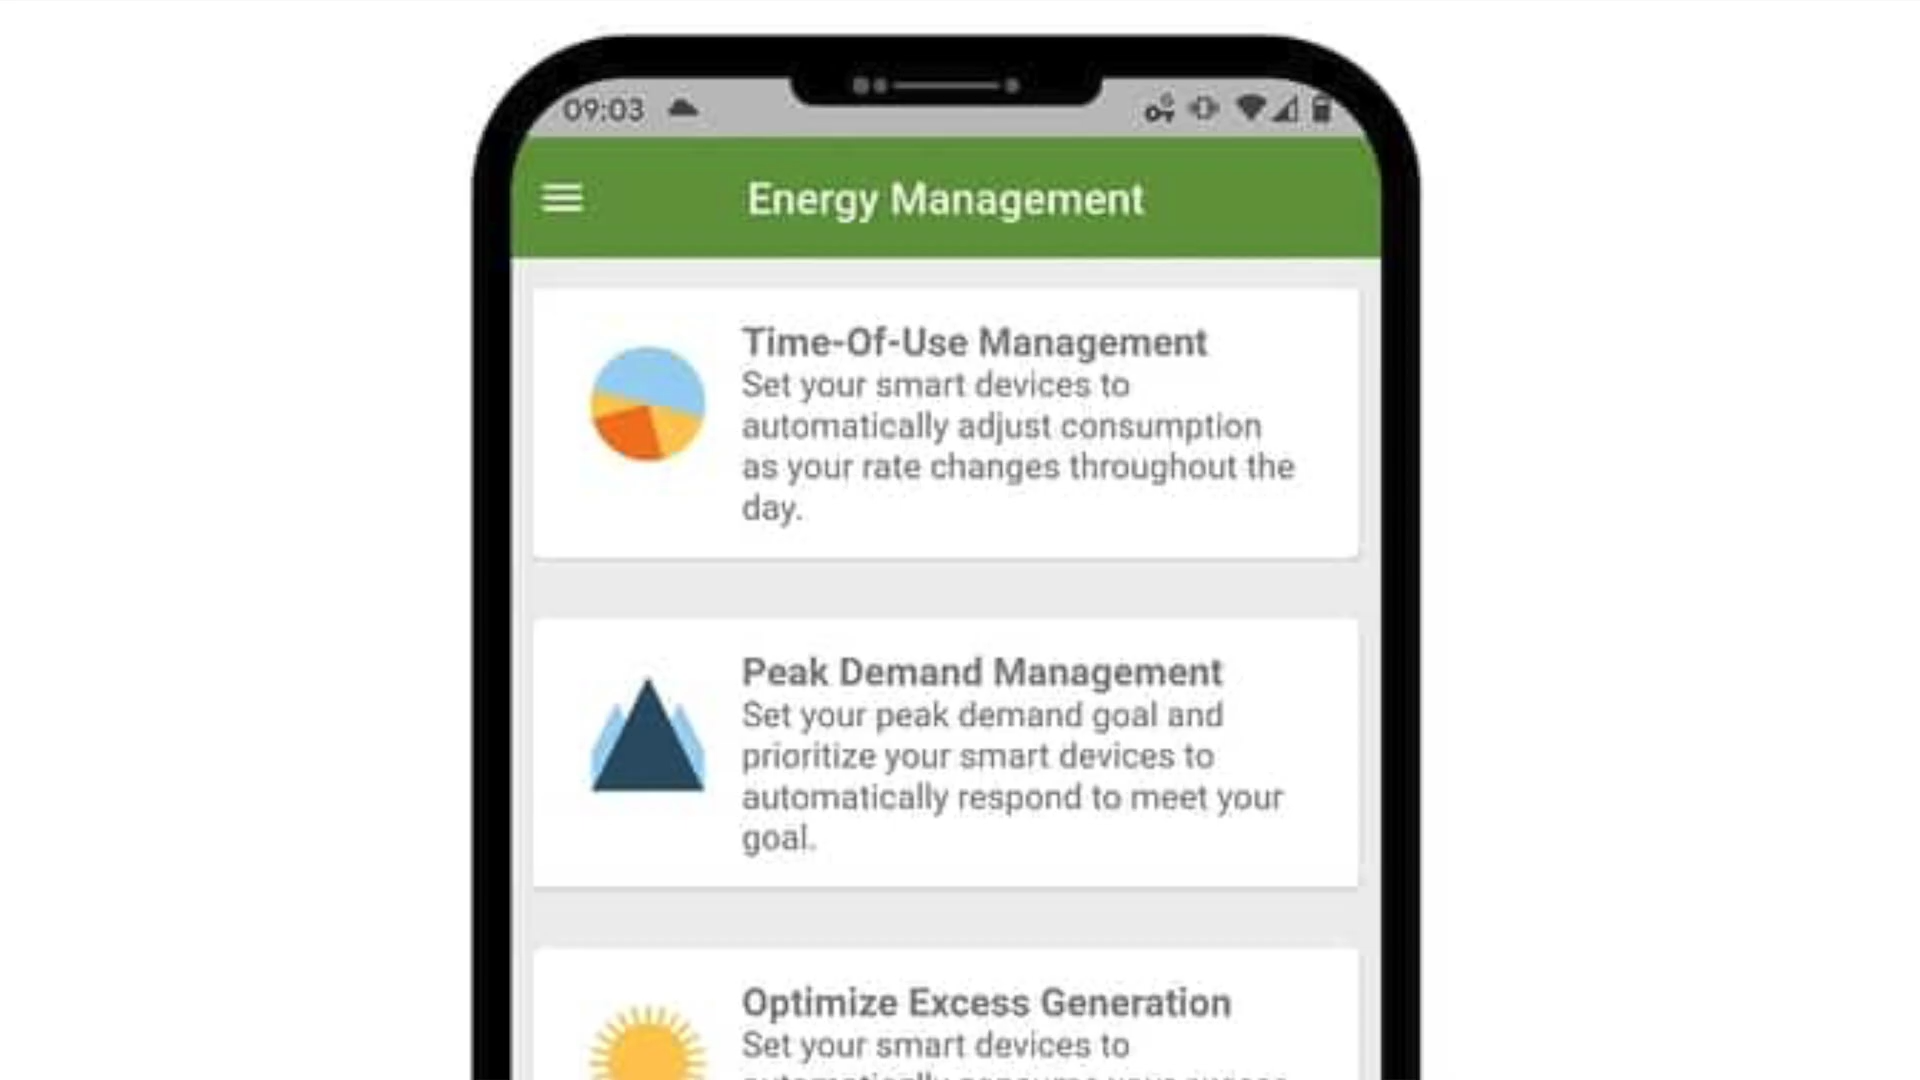 09:03
Energy Management
Time-Of-Use Management
Set your smart devices to
automatically adjust consumption
as your rate changes throughout the
day.
Peak Demand Management
Set your peak demand goal and
prioritize your smart devices to
automatically respond to meet your
goal.
Optimize Excess Generation
Set your smart devices to